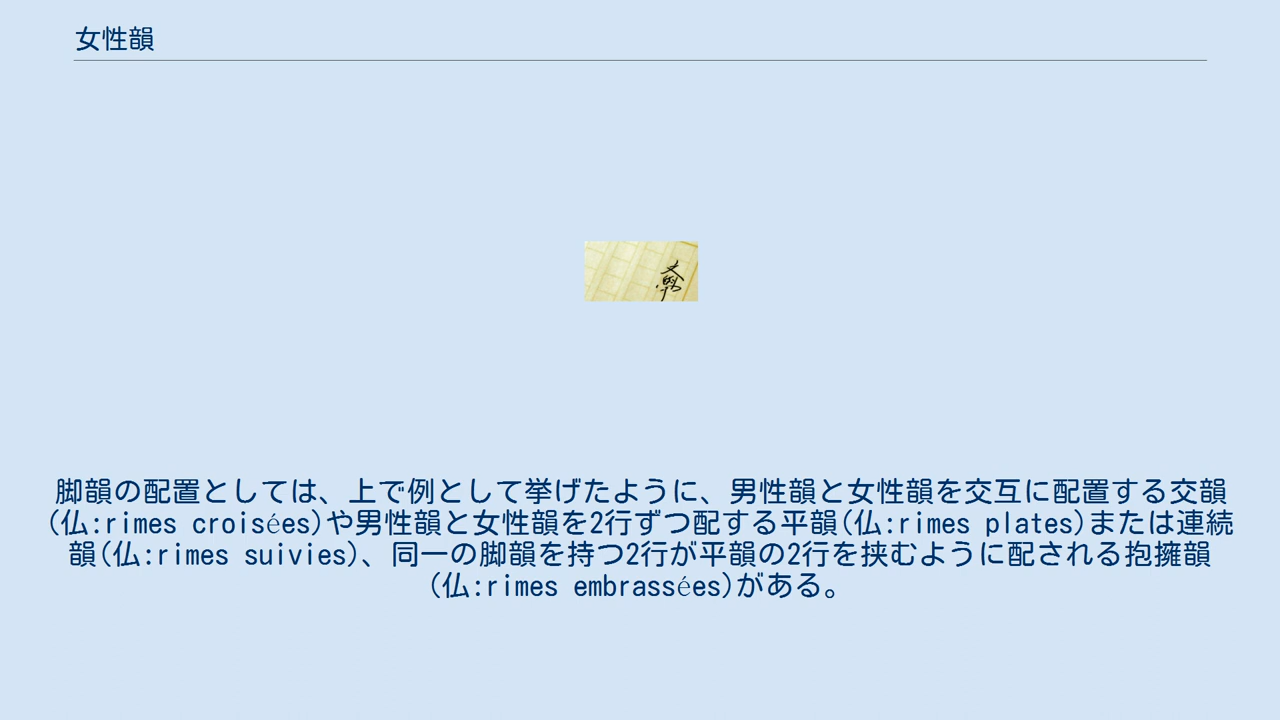 女性韻
脚韻の配置としては、上で例として挙げたように、男性韻と女性韻を交互に配置する交韻
(仏:rimes croisées)や男性韻と女性韻を2行ずつ配する平韻(仏:rimes plates)または連続
韻(仏:rimes suivies)、同一の脚韻を持つ2行が平韻の2行を挟むように配される抱擁韻
(仏:rimes embrassées)がある。